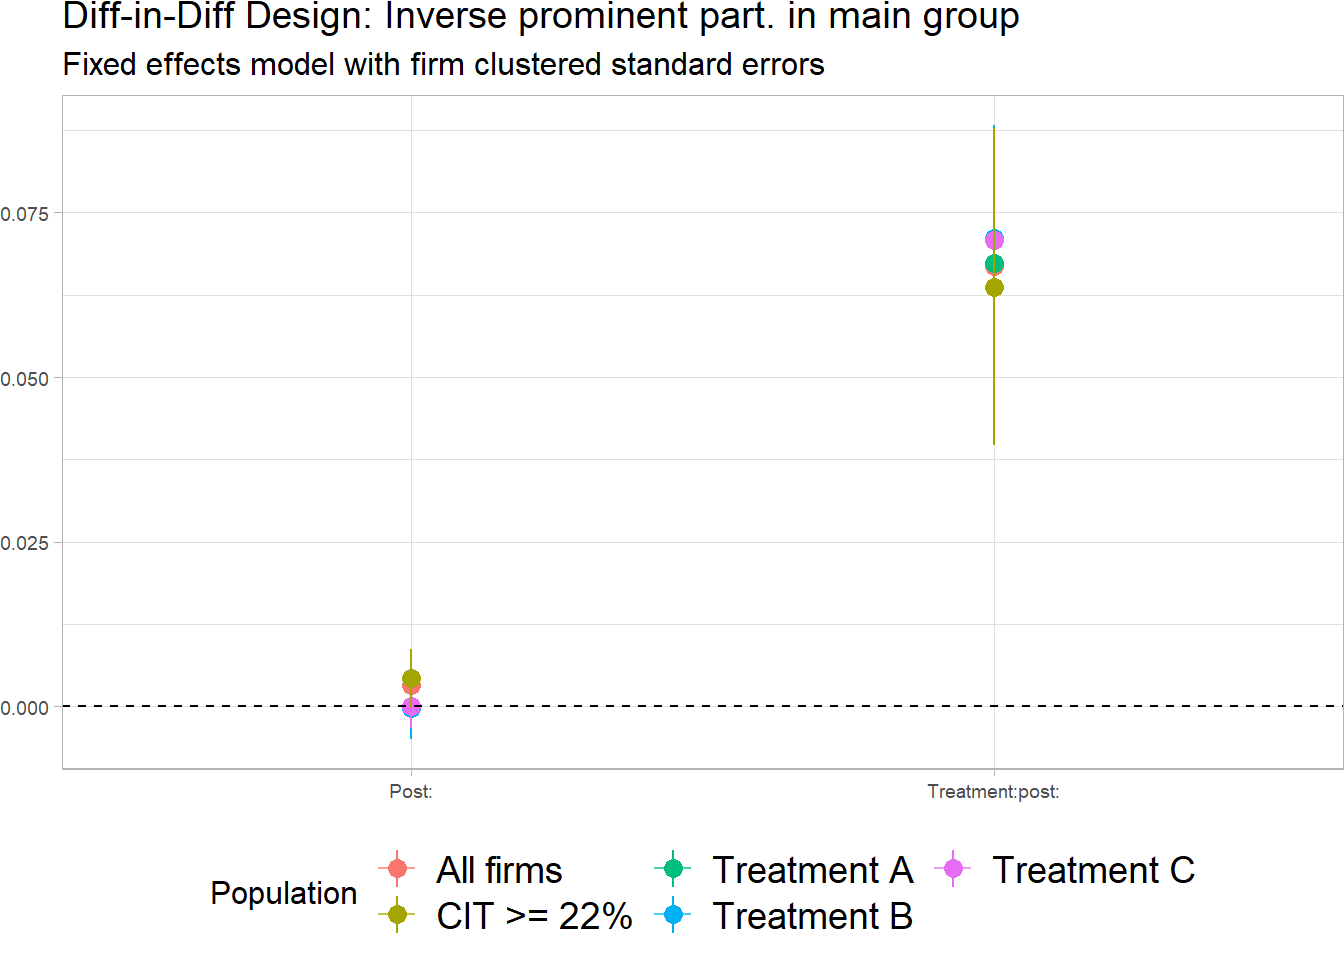 Diff-in-Diff Design: Inverse prominent part. in main group
Fixed effects model with firm clustered standard errors
0.075
0.050
0.025
0.000
Post:
Treatment:post:
Population
All firms
CIT >= 22%
Treatment A
Treatment B
Treatment C